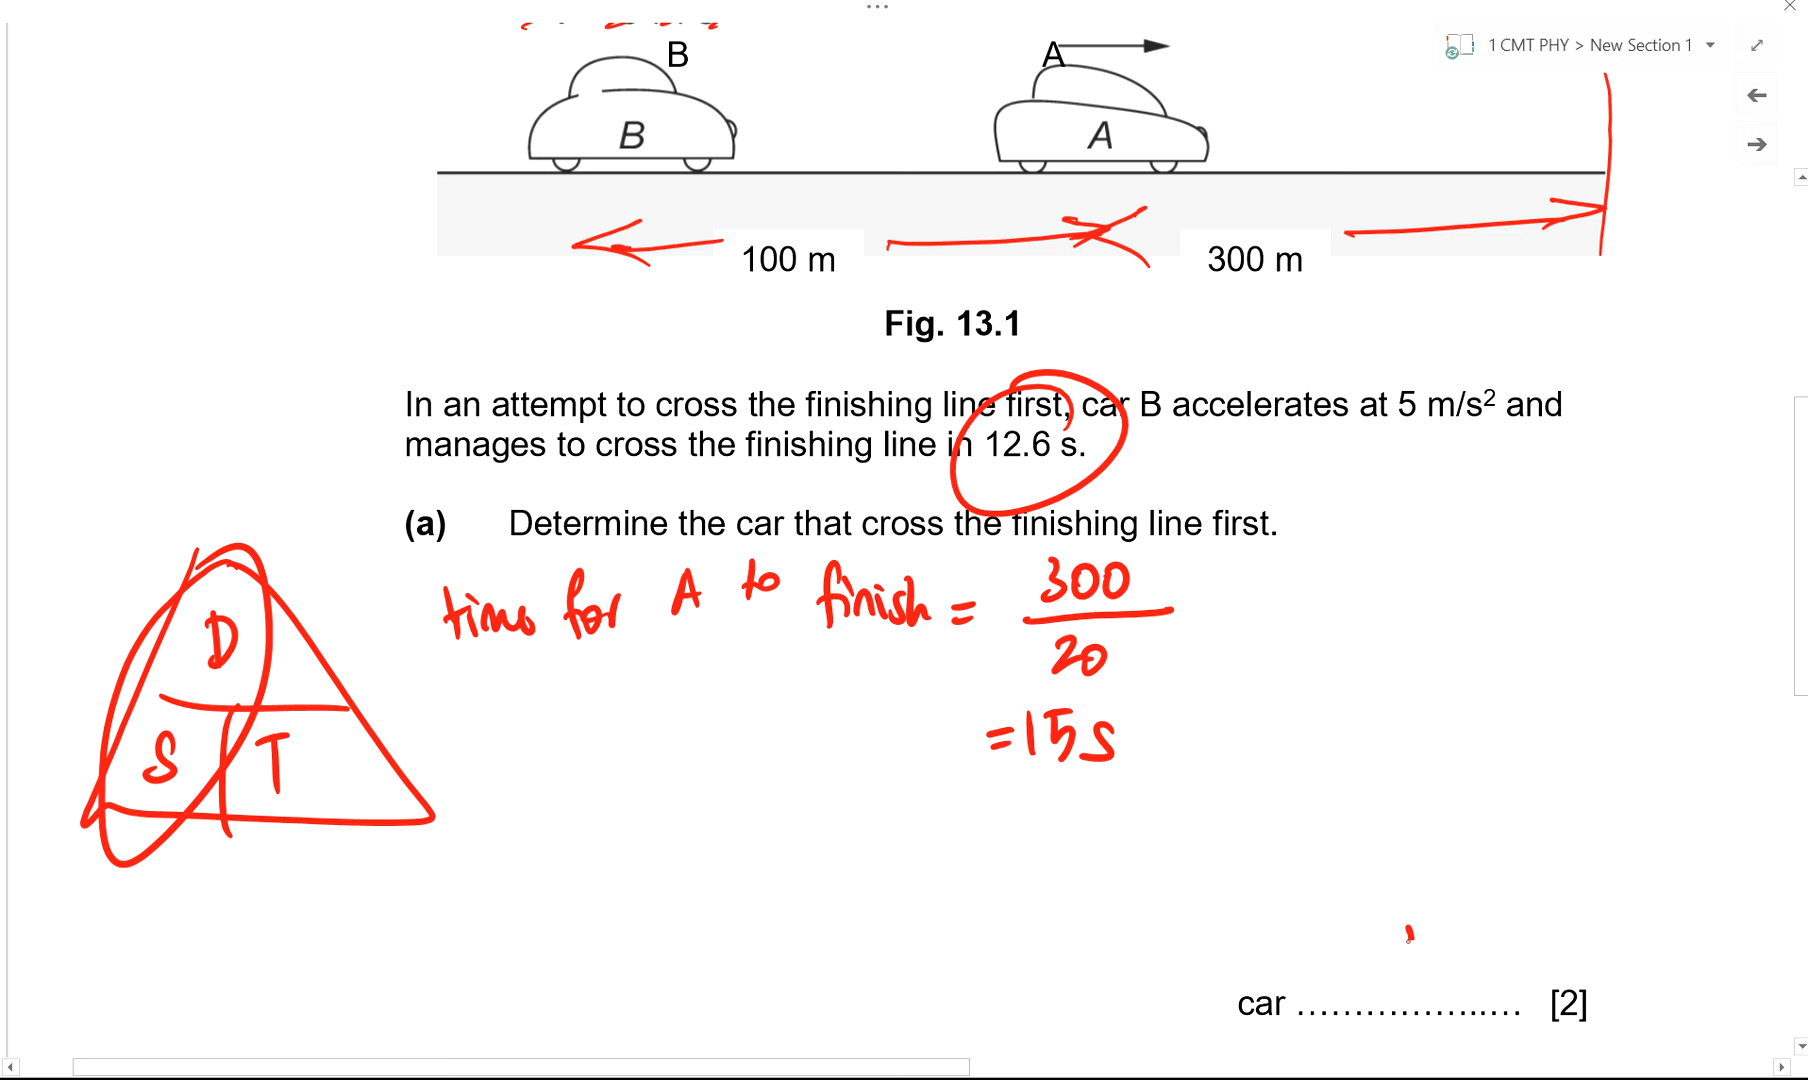 1 CMT PHY > New Section 1
B
A
B
A
100 m
300 m
Fig. 13.1
In an attempt to cross the finishing line first, car B accelerates at 5 m/s² and
manages to cross the finishing line in 12.6 s.
(a) Determine the car that cross the finishing line first.
time for A to finish = 300
20
= 15 s
D
S T
car ........................ [2]